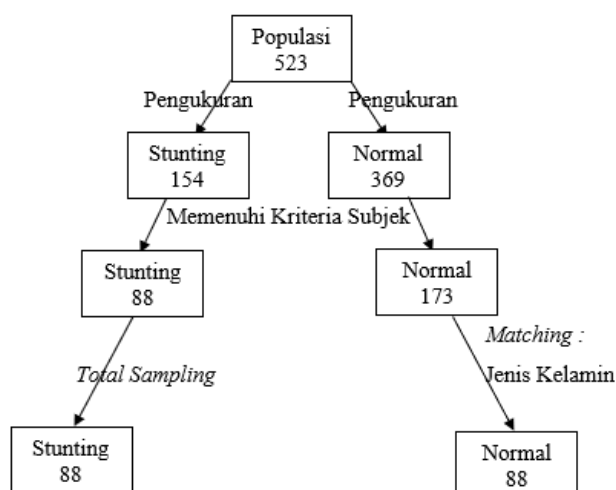 Populasi
523
Pengukuran
Pengukuran
Stunting
154
Normal
369
Memenuhi Kriteria Subjek
Stunting
88
Normal
173
Total Sampling
Matching :
Jenis Kelamin
Stunting
88
Normal
88